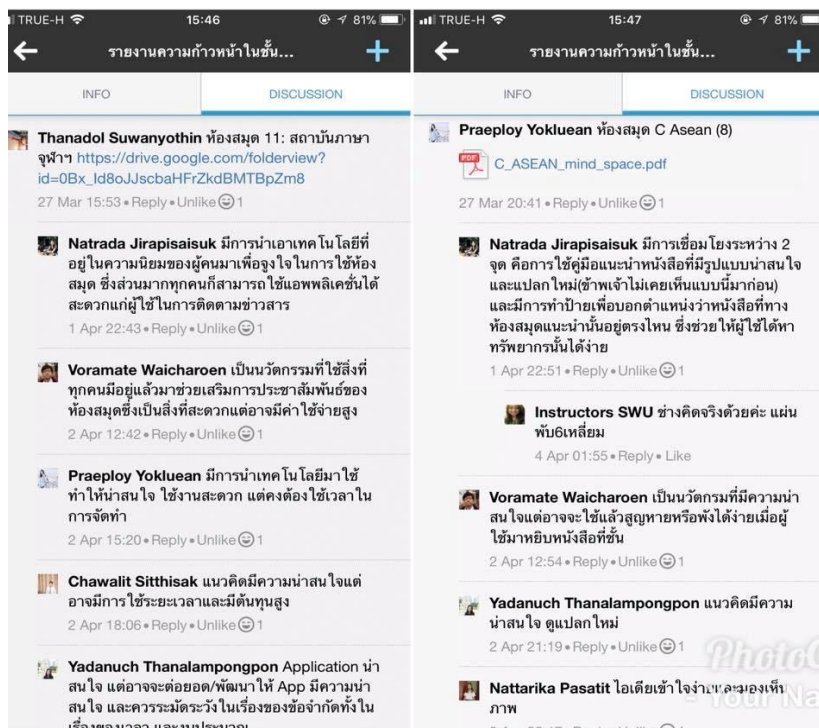 TRUE-H 15:46 81%
รายงานความก้าวหน้าในชั้น...
INFO DISCUSSION
Thanadol Suwanyothin ห้องสมุด 11: สถาบันภาษา
จุฬาฯ https://drive.google.com/folderview?
id=0Bx_Id8oJJscbaHFrZkdBMTBpZm8
27 Mar 15:53 • Reply • Unlike 1
Natrada Jirapisaisuk มีการนำเอาเทคโนโลยีที่
อยู่ในความนิยมของผู้คนมาเพื่อจูงใจในการใช้ห้อง
สมุด ซึ่งส่วนมากทุกคนก็สามารถใช้แอพพลิเคชั่นได้
สะดวกแก่ผู้ใช้ในการติดตามข่าวสาร
1 Apr 22:43 • Reply • Unlike 1
Voramate Waicharoen เป็นนวัตกรรมที่ใช้สิ่งที่
ทุกคนมีอยู่แล้วมาช่วยเสริมการประชาสัมพันธ์ของ
ห้องสมุดซึ่งเป็นสิ่งที่สะดวกแต่อาจมีค่าใช้จ่ายสูง
2 Apr 12:42 • Reply • Unlike 1
Praeploy Yokluean มีการนำเทคโนโลยีมาใช้
ทำให้น่าสนใจ ใช้งานสะดวก แต่คงต้องใช้เวลาใน
การจัดทำ
2 Apr 15:20 • Reply • Unlike 1
Chawalit Sitthisak แนวคิดมีความน่าสนใจแต่
อาจมีการใช้ระยะเวลาและมีต้นทุนสูง
2 Apr 18:06 • Reply • Unlike 1
Yadanuch Thanalampongpon Application น่า
สนใจ แต่อาจจะต่อยอด/พัฒนาให้ App มีความน่า
สนใจ และควรระมัดระวังในเรื่องของข้อจำกัดทั้งใน
เรื่องของเวลา และงบประมาณ
TRUE-H 15:47 81%
รายงานความก้าวหน้าในชั้น...
INFO DISCUSSION
Praeploy Yokluean ห้องสมุด C Asean (8)
PDF C_ASEAN_mind_space.pdf
27 Mar 20:41 • Reply • Unlike 1
Natrada Jirapisaisuk มีการเชื่อมโยงระหว่าง 2
จุด คือการใช้คู่มือแนะนำหนังสือที่มีรูปแบบน่าสนใจ
และแปลกใหม่(ข้าพเจ้าไม่เคยเห็นแบบนี้มาก่อน)
และมีการทำป้ายเพื่อบอกตำแหน่งว่าหนังสือที่ทาง
ห้องสมุดแนะนำนั้นอยู่ตรงไหน ซึ่งช่วยให้ผู้ใช้ได้หา
ทรัพยากรนั้นได้ง่าย
1 Apr 22:51 • Reply • Unlike 1
Instructors SWU ช่างคิดจริงด้วยค่ะ แผ่น
พับ6เหลี่ยม
4 Apr 01:55 • Reply • Like
Voramate Waicharoen เป็นนวัตกรมที่มีความน่า
สนใจแต่อาจจะใช้แล้วสูญหายหรือพังได้ง่ายเมื่อผู้
ใช้มาหยิบหนังสือที่ชั้น
2 Apr 12:54 • Reply • Unlike 1
Yadanuch Thanalampongpon แนวคิดมีความ
น่าสนใจ ดูแปลกใหม่
2 Apr 21:19 • Reply • Unlike 1
Nattarika Pasatit ไอเดียเข้าใจง่ายและมองเห็น
ภาพ